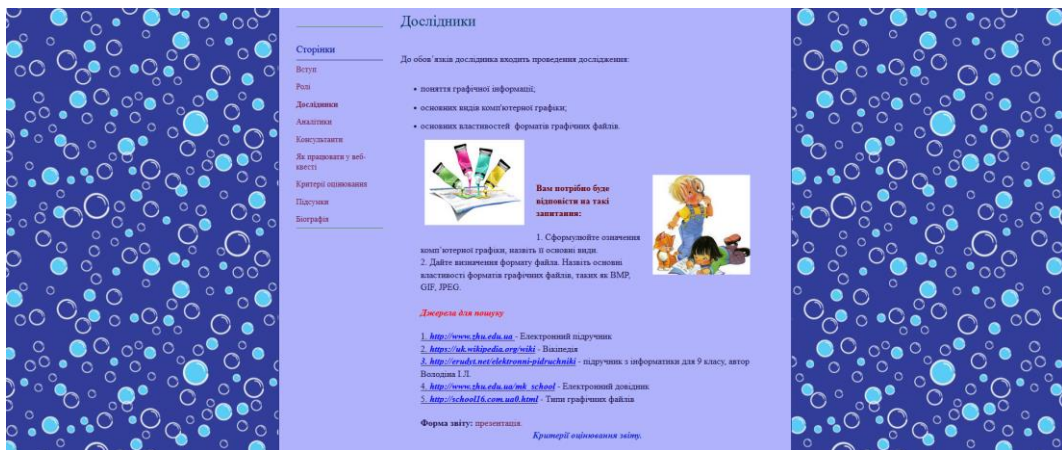 Дослідники
Сторінки
Вступ
Ролі
Дослідники
Аналітики
Консультанти
Як працювати у веб-
квесті
Критерії оцінювання
Підсумки
Біографія
До обов`язків дослідника входить проведення дослідження:
• поняття графічної інформації;
• основних видів комп'ютерної графіки;
• основних властивостей форматів графічних файлів.
Вам потрібно буде
відповісти на такі
запитання:
1. Сформулюйте означення
комп`ютерної графіки, назвіть її основні види.
2. Дайте визначення формату файла. Назвіть основні
властивості форматів графічних файлів, таких як BMP,
GIF, JPEG.
Джерела для пошуку
1. http://www.zhu.edu.ua - Електронний підручник
2. https://uk.wikipedia.org/wiki - Вікіпедія
3. http://erudyt.net/elektronni-pidruchniki - підручник з інформатики для 9 класу, автор
Володіна І.Л.
4. http://www.zhu.edu.ua/mk_school - Електронний довідник
5. http://school16.com.ua0.html - Типи графічних файлів
Форма звіту: презентація.
Критерії оцінювання звіту.